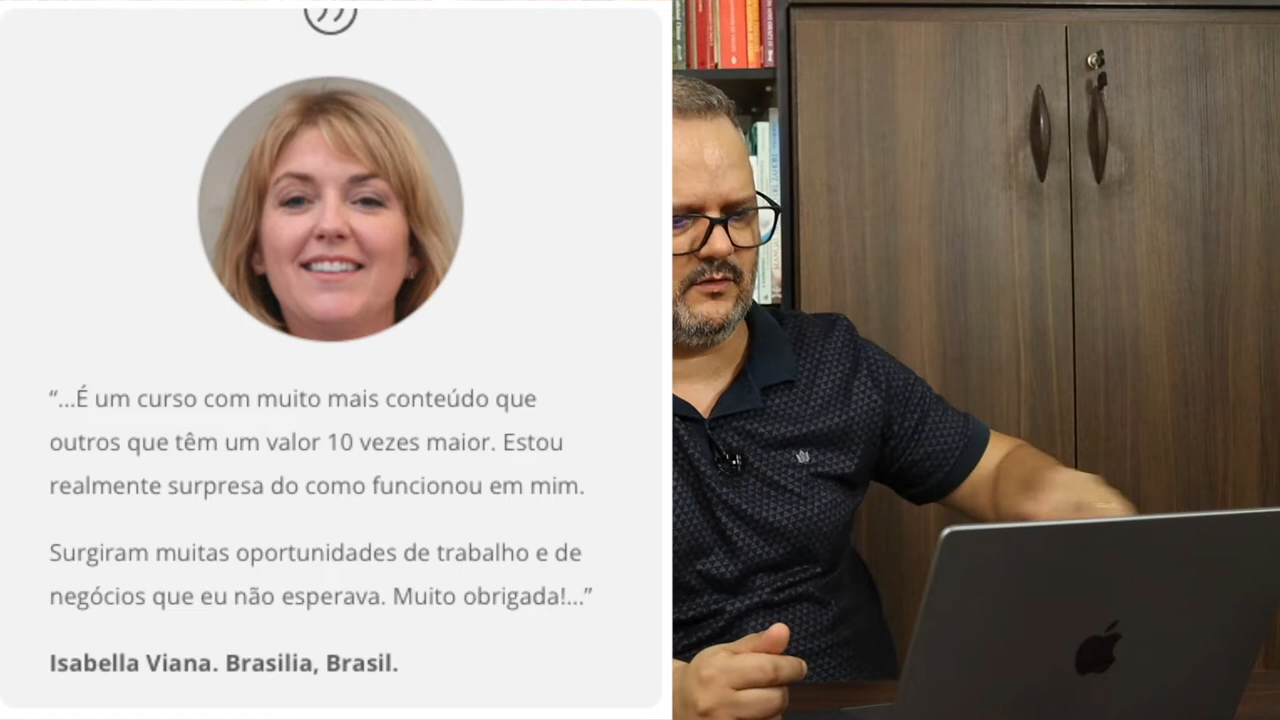 “...É um curso com muito mais conteúdo que
outros que têm um valor 10 vezes maior. Estou
realmente surpresa do como funcionou em mim.
Surgiram muitas oportunidades de trabalho e de
negócios que eu não esperava. Muito obrigada!...”
Isabella Viana. Brasilia, Brasil.